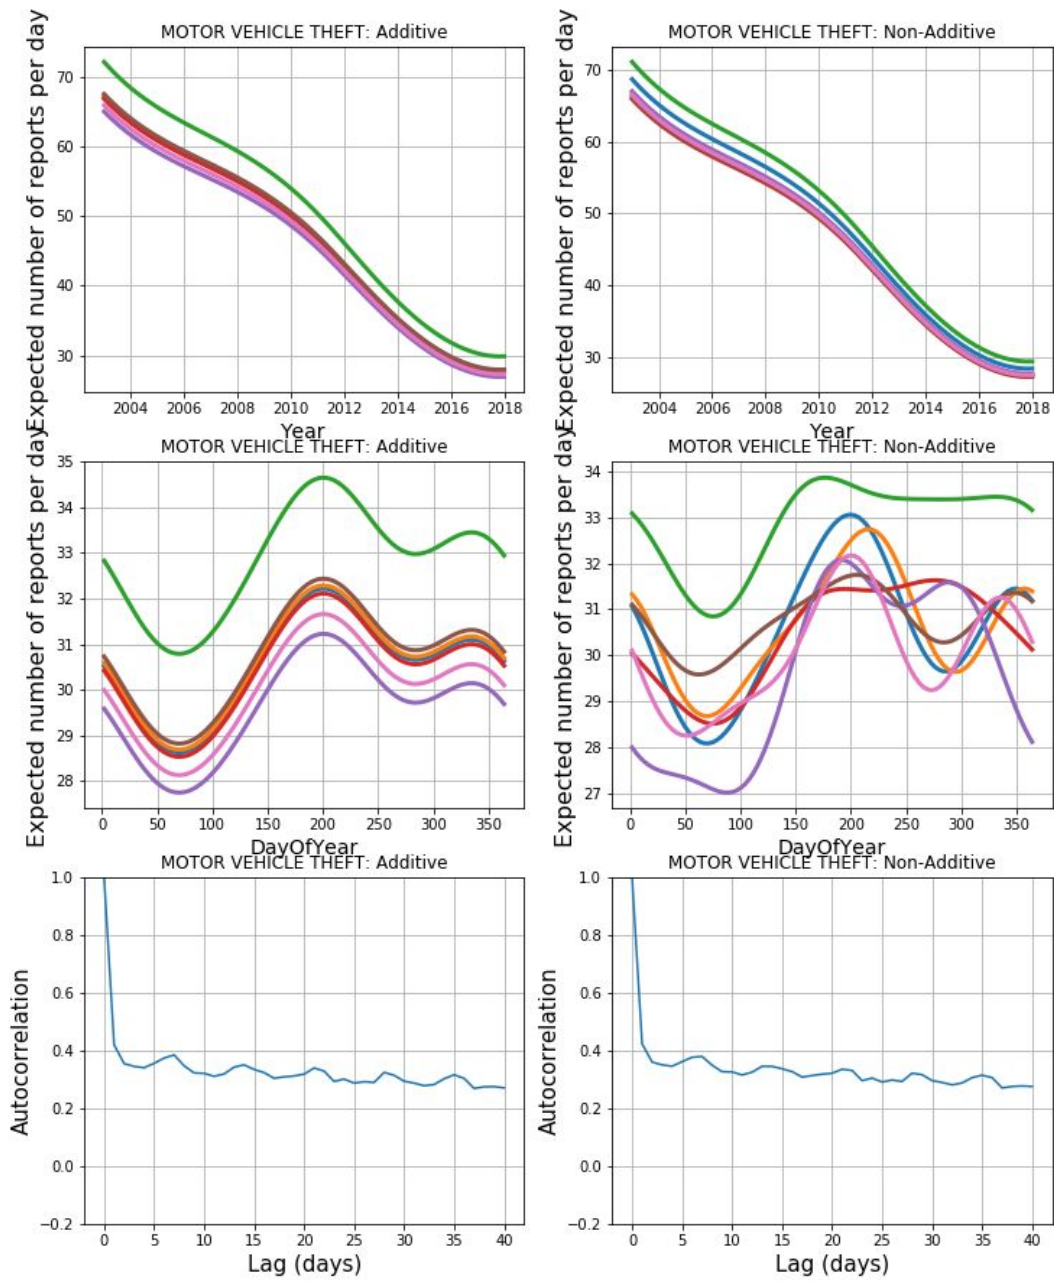 MOTOR VEHICLE THEFT: Additive
Expected number of reports per day
70
60
50
40
30
2004 2006 2008 2010 2012 2014 2016 2018
Year
MOTOR VEHICLE THEFT: Non-Additive
Expected number of reports per day
70
60
50
40
30
2004 2006 2008 2010 2012 2014 2016 2018
Year
MOTOR VEHICLE THEFT: Additive
Expected number of reports per day
35
34
33
32
31
30
29
28
0 50 100 150 200 250 300 350
DayOfYear
MOTOR VEHICLE THEFT: Non-Additive
Expected number of reports per day
34
33
32
31
30
29
28
27
0 50 100 150 200 250 300 350
DayOfYear
MOTOR VEHICLE THEFT: Additive
Autocorrelation
1.0
0.8
0.6
0.4
0.2
0.0
−0.2
0 5 10 15 20 25 30 35 40
Lag (days)
MOTOR VEHICLE THEFT: Non-Additive
Autocorrelation
1.0
0.8
0.6
0.4
0.2
0.0
−0.2
0 5 10 15 20 25 30 35 40
Lag (days)